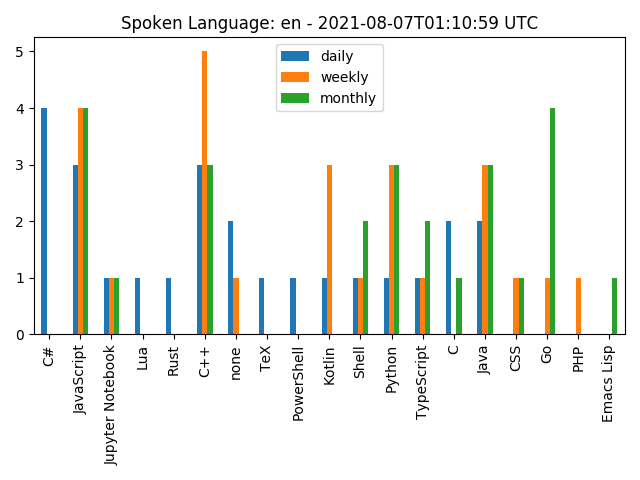 Spoken Language: en - 2021-08-07T01:10:59 UTC
daily
weekly
monthly
5
4
3
2
1
0
C#
JavaScript
Jupyter Notebook
Lua
Rust
C++
none
TeX
PowerShell
Kotlin
Shell
Python
TypeScript
C
Java
CSS
Go
PHP
Emacs Lisp